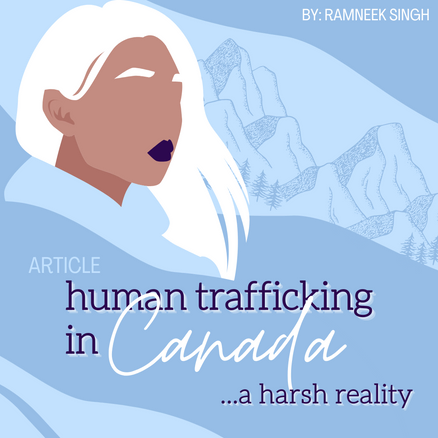 BY: RAMNEEK SINGH
ARTICLE
human trafficking
in Canada
...a harsh reality